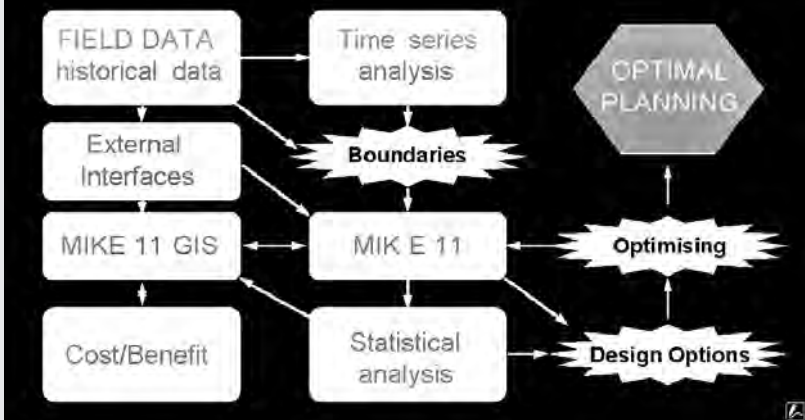 FIELD DATA
historical data
Time series
analysis
OPTIMAL
PLANNING
External
Interfaces
Boundaries
MIKE 11 GIS
MIK E 11
Optimising
Cost/Benefit
Statistical
analysis
Design Options